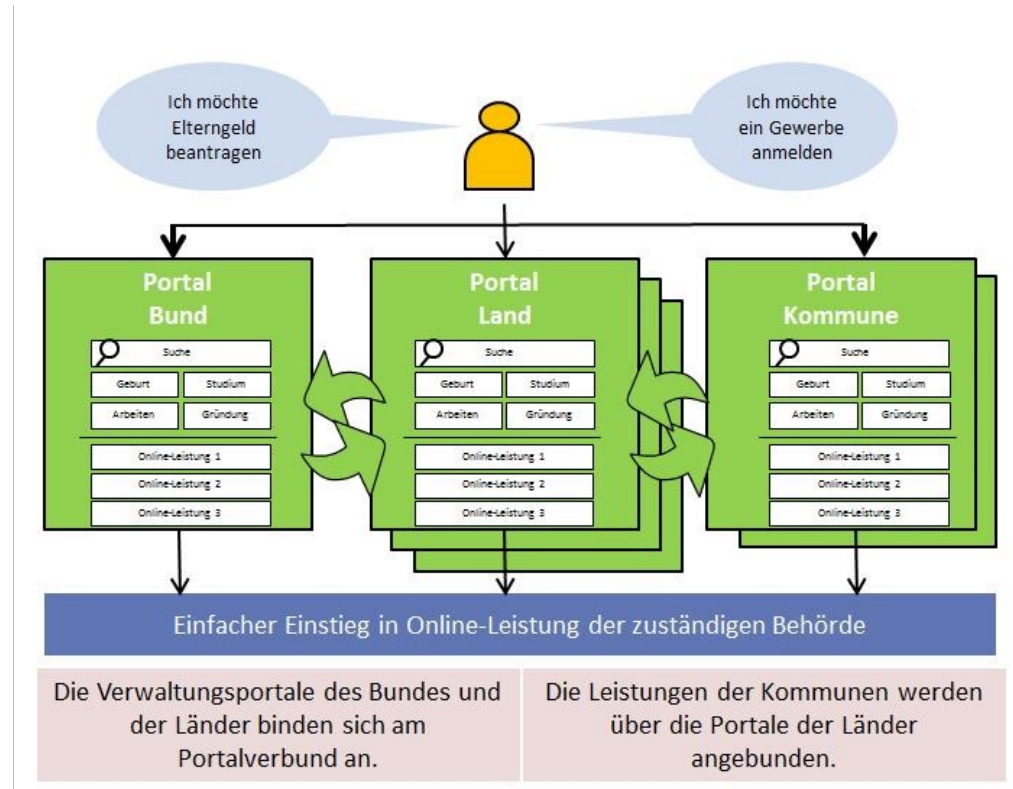 Ich möchte
Elterngeld
beantragen
Ich möchte
ein Gewerbe
anmelden
Portal
Bund
Suche
Geburt
Studium
Arbeiten
Gründung
Online-Leistung 1
Online-Leistung 2
Online-Leistung 3
Portal
Land
Suche
Geburt
Studium
Arbeiten
Gründung
Online-Leistung 1
Online-Leistung 2
Online-Leistung 3
Portal
Kommune
Suche
Geburt
Studium
Arbeiten
Gründung
Online-Leistung 1
Online-Leistung 2
Online-Leistung 3
Einfacher Einstieg in Online-Leistung der zuständigen Behörde
Die Verwaltungsportale des Bundes und
der Länder binden sich am
Portalverbund an.
Die Leistungen der Kommunen werden
über die Portale der Länder
angebunden.